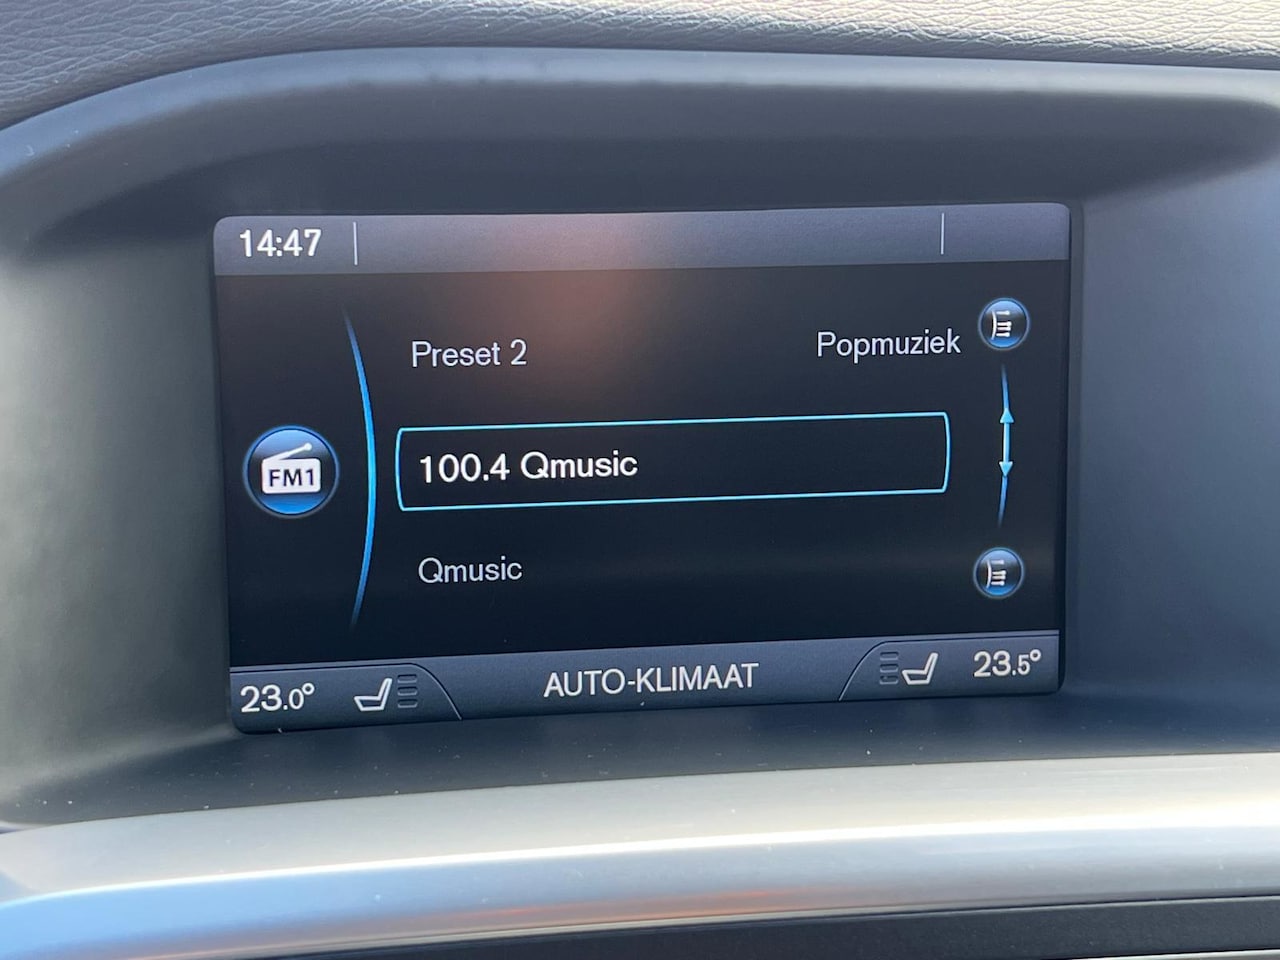 14:47
Preset 2 Popmuziek
FM1
100.4 Qmusic
Qmusic
23.0° AUTO-KLIMAAT 23.5°